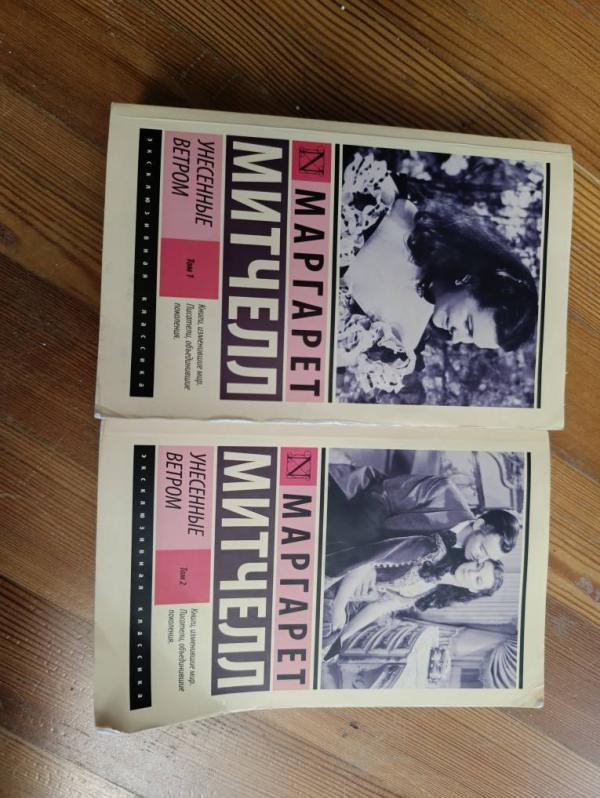 МАРГАРЕТ
МИТЧЕЛЛ
УНЕСЕННЫЕ
ВЕТРОМ
Том 1
Книги, изменившие мир.
Писатели, объединившие
поколения.
эксклюзивная классика
МАРГАРЕТ
МИТЧЕЛЛ
УНЕСЕННЫЕ
ВЕТРОМ
Том 2
Книги, изменившие мир.
Писатели, объединившие
поколения.
эксклюзивная классика